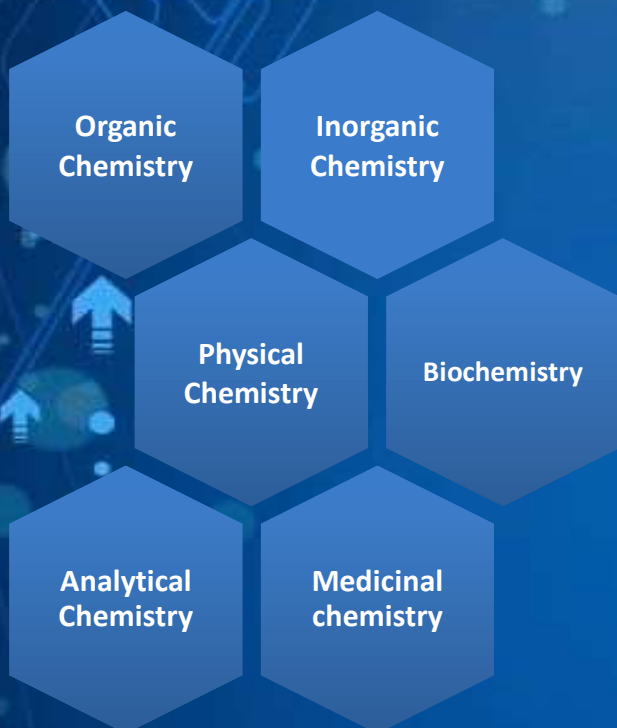 Organic
Chemistry
Inorganic
Chemistry
Physical
Chemistry
Biochemistry
Analytical
Chemistry
Medicinal
chemistry